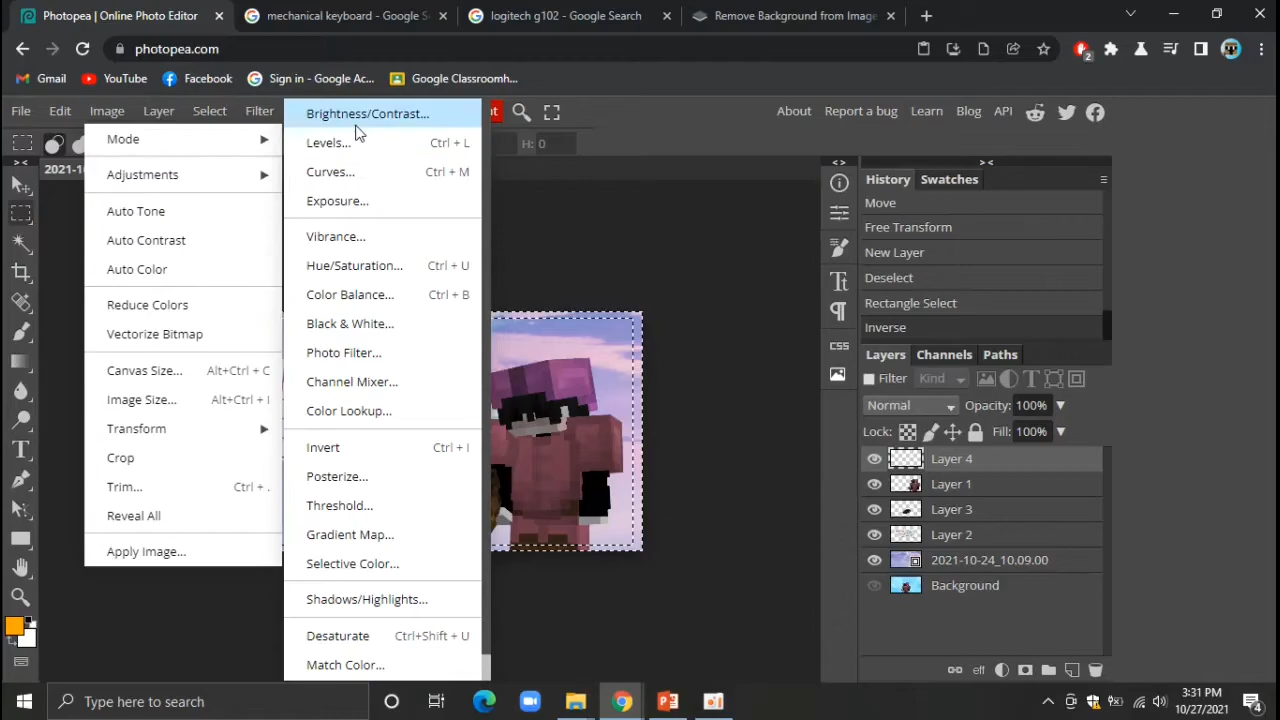 Photopea | Online Photo Editor
mechanical keyboard - Google S
logitech g102 - Google Search
Remove Background from Image
photopea.com
2
Gmail
YouTube
Facebook
Sign in - Google Ac...
Google Classroomh...
File
Edit
Image
Layer
Select
Filter
About
Report a bug
Learn
Blog
API
H: 0
2021-10
Mode
Adjustments
Auto Tone
Auto Contrast
Auto Color
Reduce Colors
Vectorize Bitmap
Canvas Size... Alt+Ctrl + C
Image Size... Alt+Ctrl + I
Transform
Crop
Trim... Ctrl + .
Reveal All
Apply Image...
Brightness/Contrast...
Levels... Ctrl + L
Curves... Ctrl + M
Exposure...
Vibrance...
Hue/Saturation... Ctrl + U
Color Balance... Ctrl + B
Black & White...
Photo Filter...
Channel Mixer...
Color Lookup...
Invert Ctrl + I
Posterize...
Threshold...
Gradient Map...
Selective Color...
Shadows/Highlights...
Desaturate Ctrl+Shift + U
Match Color...
CSS
History
Swatches
Move
Free Transform
New Layer
Deselect
Rectangle Select
Inverse
Layers
Channels
Paths
Filter
Kind
Normal
Opacity: 100%
Lock:
Fill: 100%
Layer 4
Layer 1
Layer 3
Layer 2
2021-10-24_10.09.00
Background
eff
Type here to search
3:31 PM
10/27/2021
4